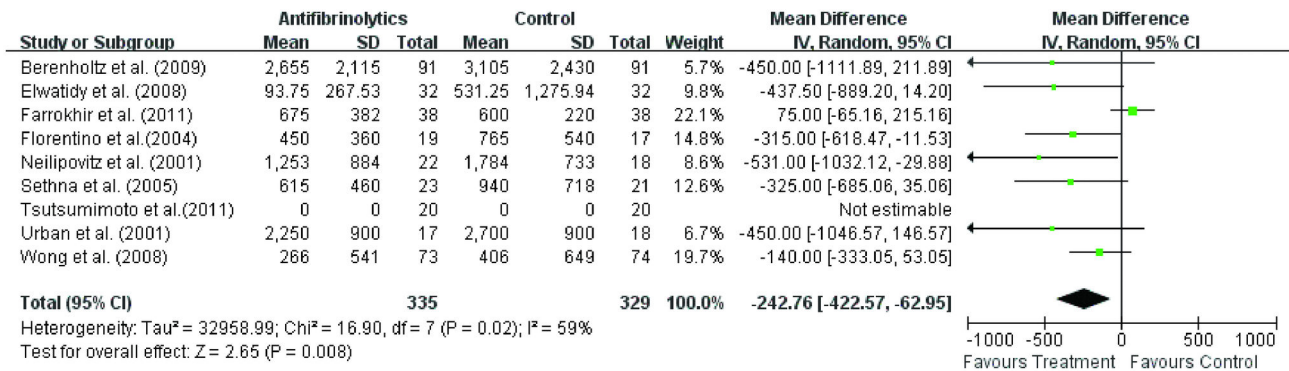 Antifibrinolytics Control Mean Difference Mean Difference
Study or Subgroup Mean SD Total Mean SD Total Weight IV, Random, 95% CI IV, Random, 95% CI
Berenholtz et al. (2009) 2,655 2,115 91 3,105 2,430 91 5.7% -450.00 [-1111.89, 211.89]
Elwatidy et al. (2008) 93.75 267.53 32 531.25 1,275.94 32 9.8% -437.50 [-889.20, 14.20]
Farrokhir et al. (2011) 675 382 38 600 220 38 22.1% 75.00 [-65.16, 215.16]
Florentino et al. (2004) 450 360 19 765 540 17 14.8% -315.00 [-618.47, -11.53]
Neilipovitz et al. (2001) 1,253 884 22 1,784 733 18 8.6% -531.00 [-1032.12, -29.88]
Sethna et al. (2005) 615 460 23 940 718 21 12.6% -325.00 [-685.06, 35.06]
Tsutsumimoto et al.(2011) 0 0 20 0 0 20 Not estimable
Urban et al. (2001) 2,250 900 17 2,700 900 18 6.7% -450.00 [-1046.57, 146.57]
Wong et al. (2008) 266 541 73 406 649 74 19.7% -140.00 [-333.05, 53.05]
Total (95% CI) 335 329 100.0% -242.76 [-422.57, -62.95]
Heterogeneity: Tau² = 32958.99; Chi² = 16.90, df = 7 (P = 0.02); I² = 59%
Test for overall effect: Z = 2.65 (P = 0.008)
-1000 -500 0 500 1000
Favours Treatment Favours Control